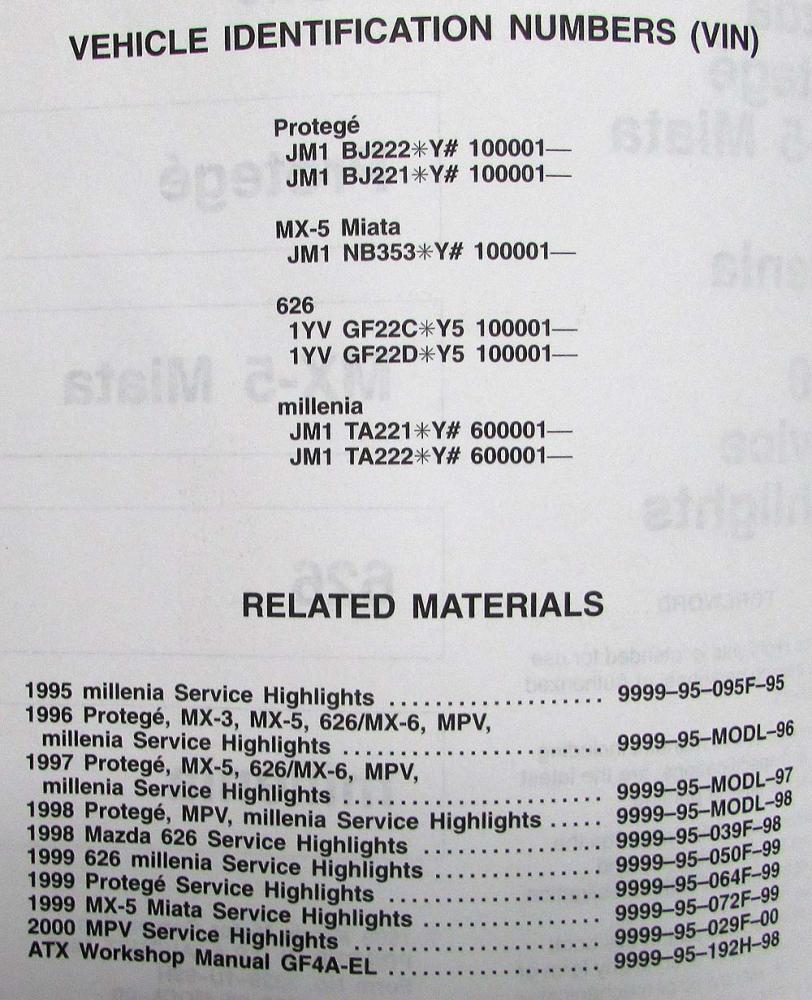 VEHICLE IDENTIFICATION NUMBERS (VIN)
Protegé
JM1 BJ222✳Y# 100001—
JM1 BJ221✳Y# 100001—
MX-5 Miata
JM1 NB353✳Y# 100001—
626
1YV GF22C✳Y5 100001—
1YV GF22D✳Y5 100001—
millenia
JM1 TA221✳Y# 600001—
JM1 TA222✳Y# 600001—
RELATED MATERIALS
1995 millenia Service Highlights .................... 9999–95–095F–95
1996 Protegé, MX-3, MX-5, 626/MX-6, MPV,
millenia Service Highlights ........................ 9999–95–MODL–96
1997 Protegé, MX-5, 626/MX-6, MPV,
millenia Service Highlights ........................ 9999–95–MODL–97
1998 Protegé, MPV, millenia Service Highlights ..... 9999–95–MODL–98
1998 Mazda 626 Service Highlights ................ 9999–95–039F–98
1999 626 millenia Service Highlights ............... 9999–95–050F–99
1999 Protegé Service Highlights .................... 9999–95–064F–99
1999 MX-5 Miata Service Highlights ................ 9999–95–072F–99
2000 MPV Service Highlights ....................... 9999–95–029F–00
ATX Workshop Manual GF4A-EL .................... 9999–95–192H–98